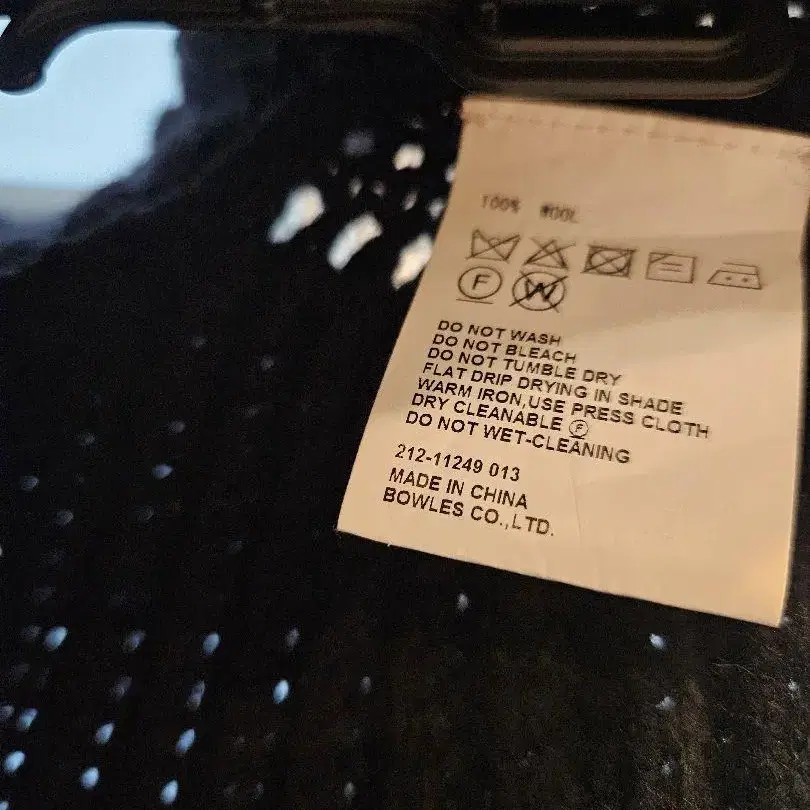 100% WOOL
F W
DO NOT WASH
DO NOT BLEACH
DO NOT TUMBLE DRY
FLAT DRIP DRYING IN SHADE
WARM IRON,USE PRESS CLOTH
DRY CLEANABLE Ⓕ
DO NOT WET-CLEANING
212-11249 013
MADE IN CHINA
BOWLES CO.,LTD.